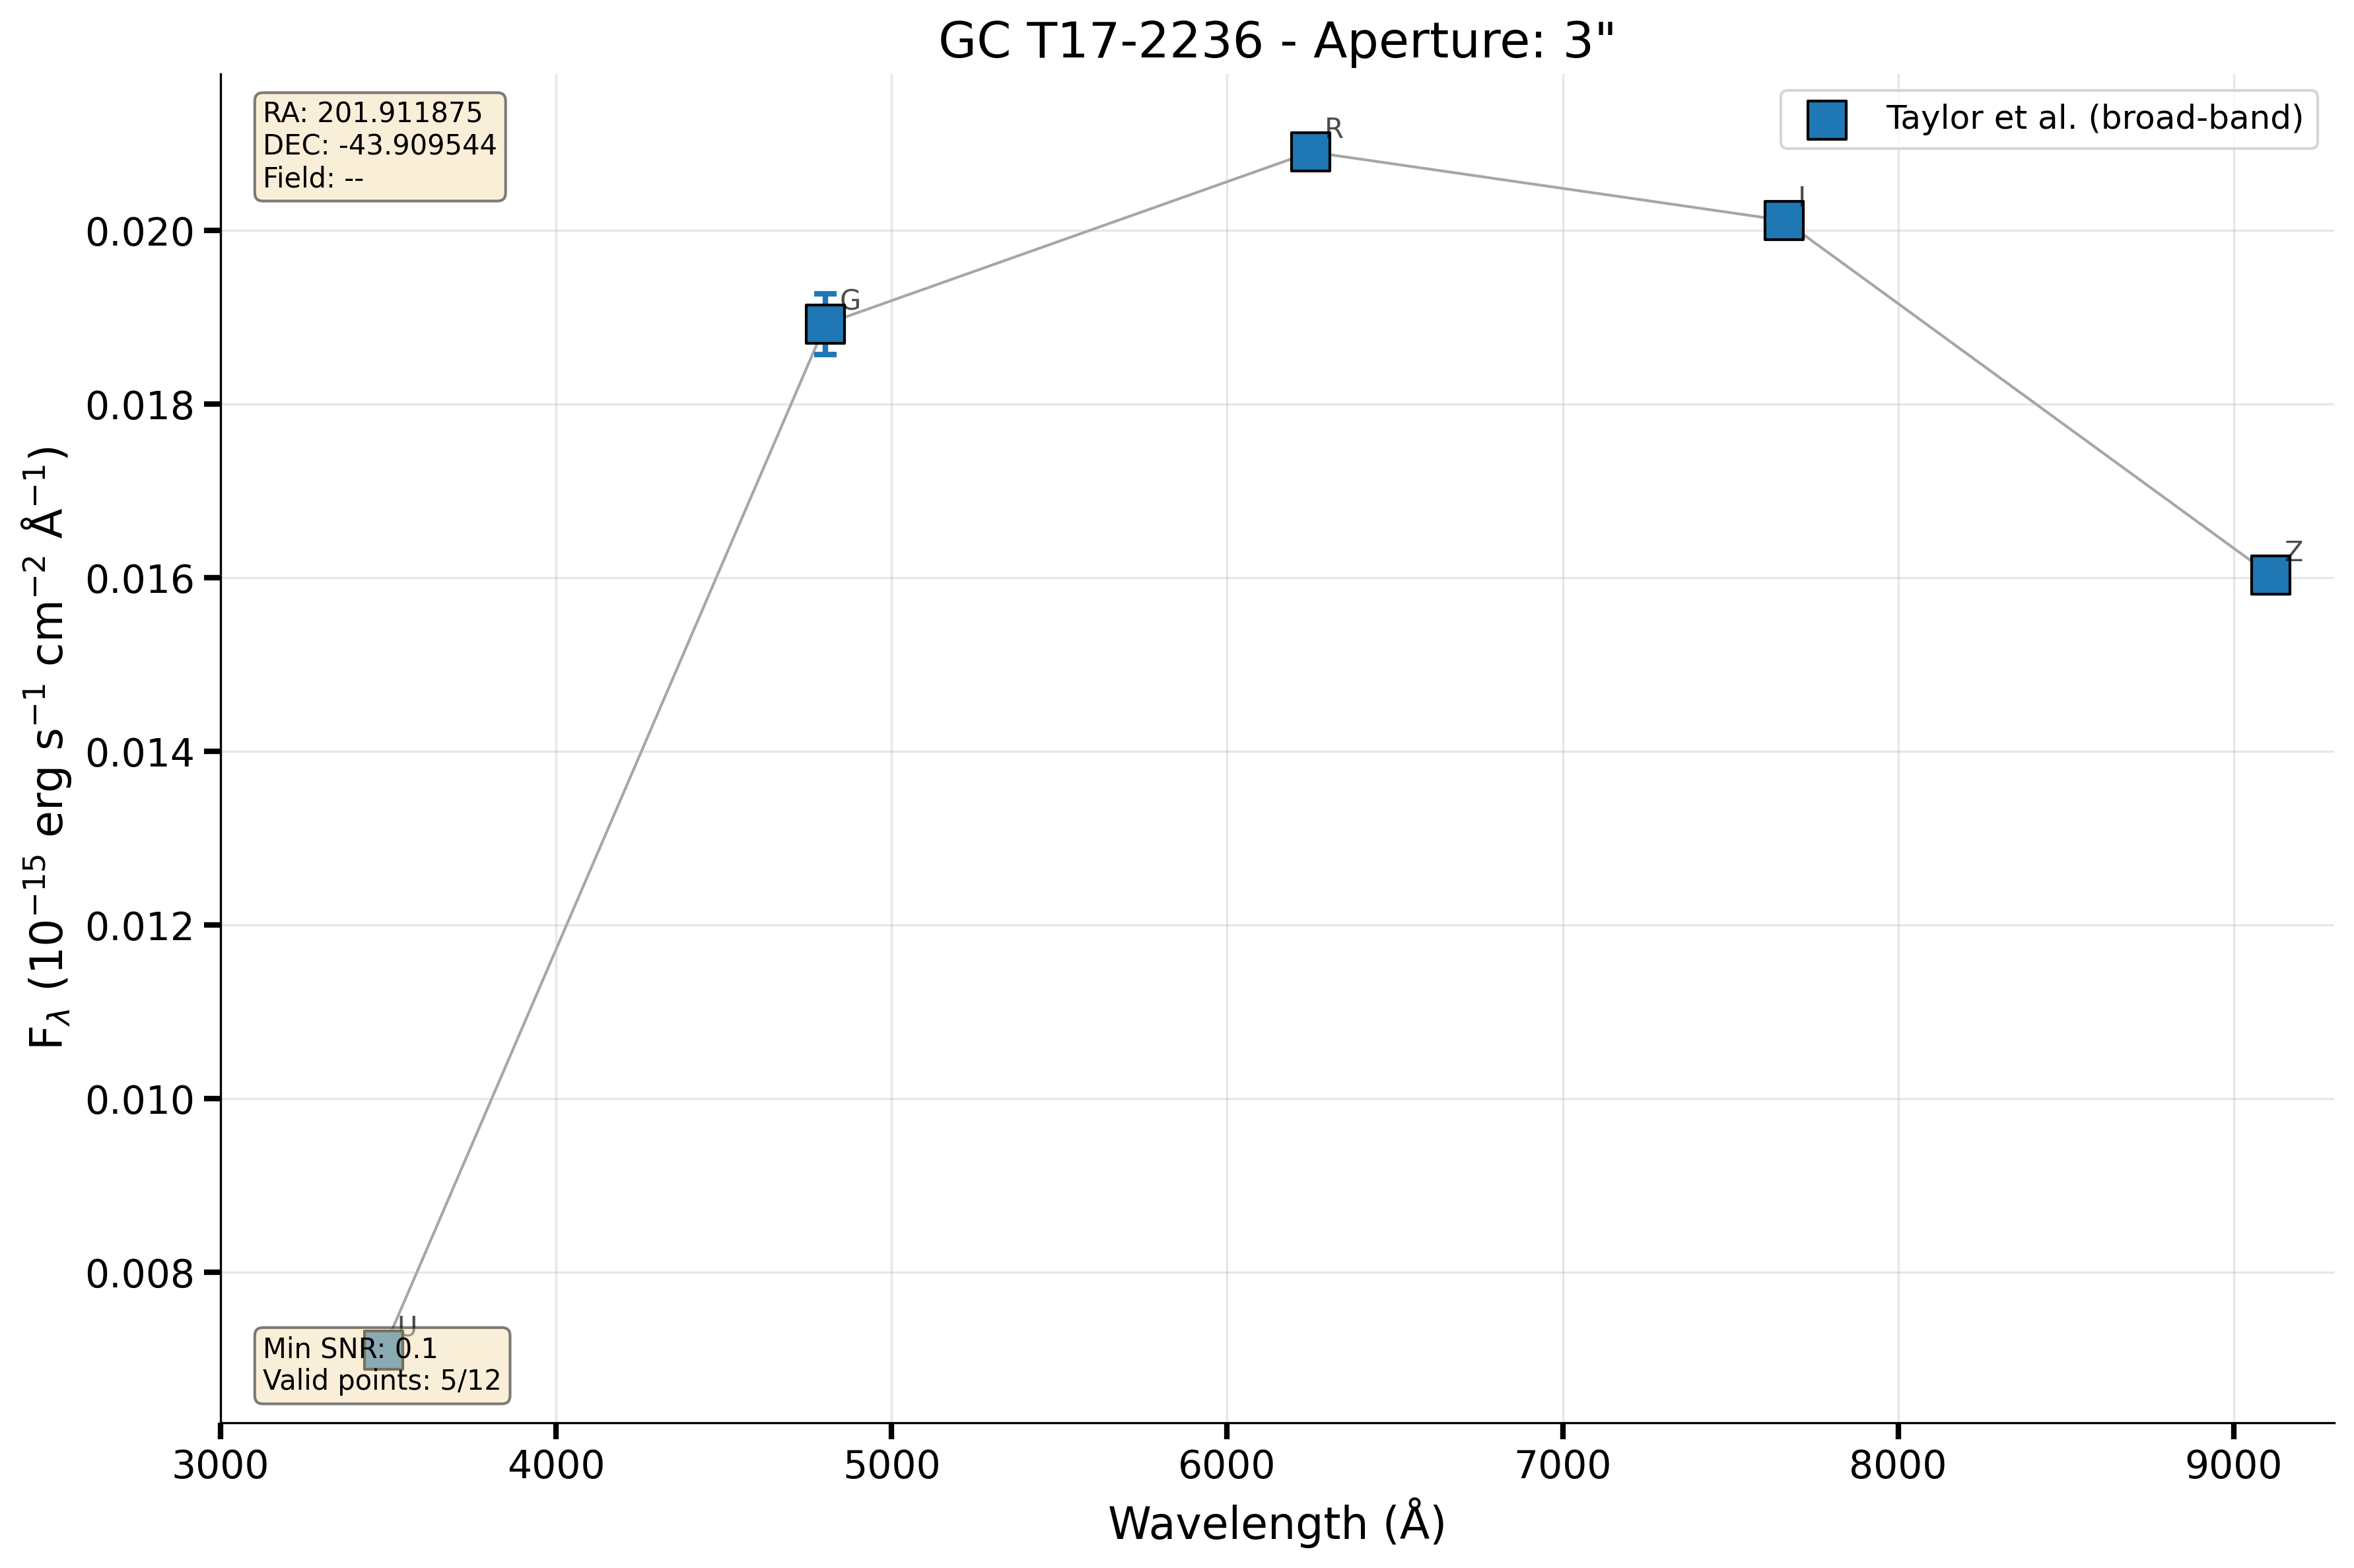 GC T17-2236 - Aperture: 3"
RA: 201.911875
DEC: -43.909544
Field: --
Taylor et al. (broad-band)
R
I
G
Z
U
0.020
0.018
0.016
0.014
0.012
0.010
0.008
F_λ (10⁻¹⁵ erg s⁻¹ cm⁻² Å⁻¹)
Min SNR: 0.1
Valid points: 5/12
3000 4000 5000 6000 7000 8000 9000
Wavelength (Å)